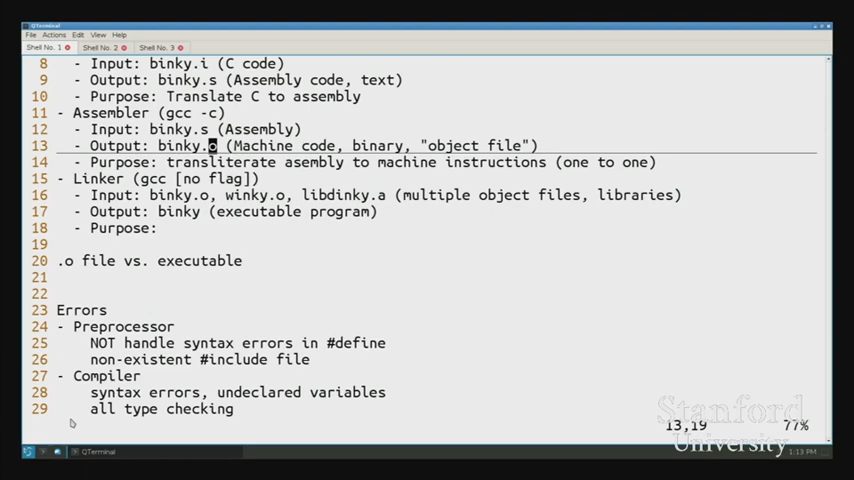 QTerminal
File Actions Edit View Help
Shell No. 1 Shell No. 2 Shell No. 3
8 - Input: binky.i (C code)
9 - Output: binky.s (Assembly code, text)
10 - Purpose: Translate C to assembly
11 - Assembler (gcc -c)
12 - Input: binky.s (Assembly)
13 - Output: binky.o (Machine code, binary, "object file")
14 - Purpose: transliterate asembly to machine instructions (one to one)
15 - Linker (gcc [no flag])
16 - Input: binky.o, winky.o, libdinky.a (multiple object files, libraries)
17 - Output: binky (executable program)
18 - Purpose:
19
20 .o file vs. executable
21
22
23 Errors
24 - Preprocessor
25 NOT handle syntax errors in #define
26 non-existent #include file
27 - Compiler
28 syntax errors, undeclared variables
29 all type checking
13,19 77%
Stanford
University
QTerminal 1:13 PM